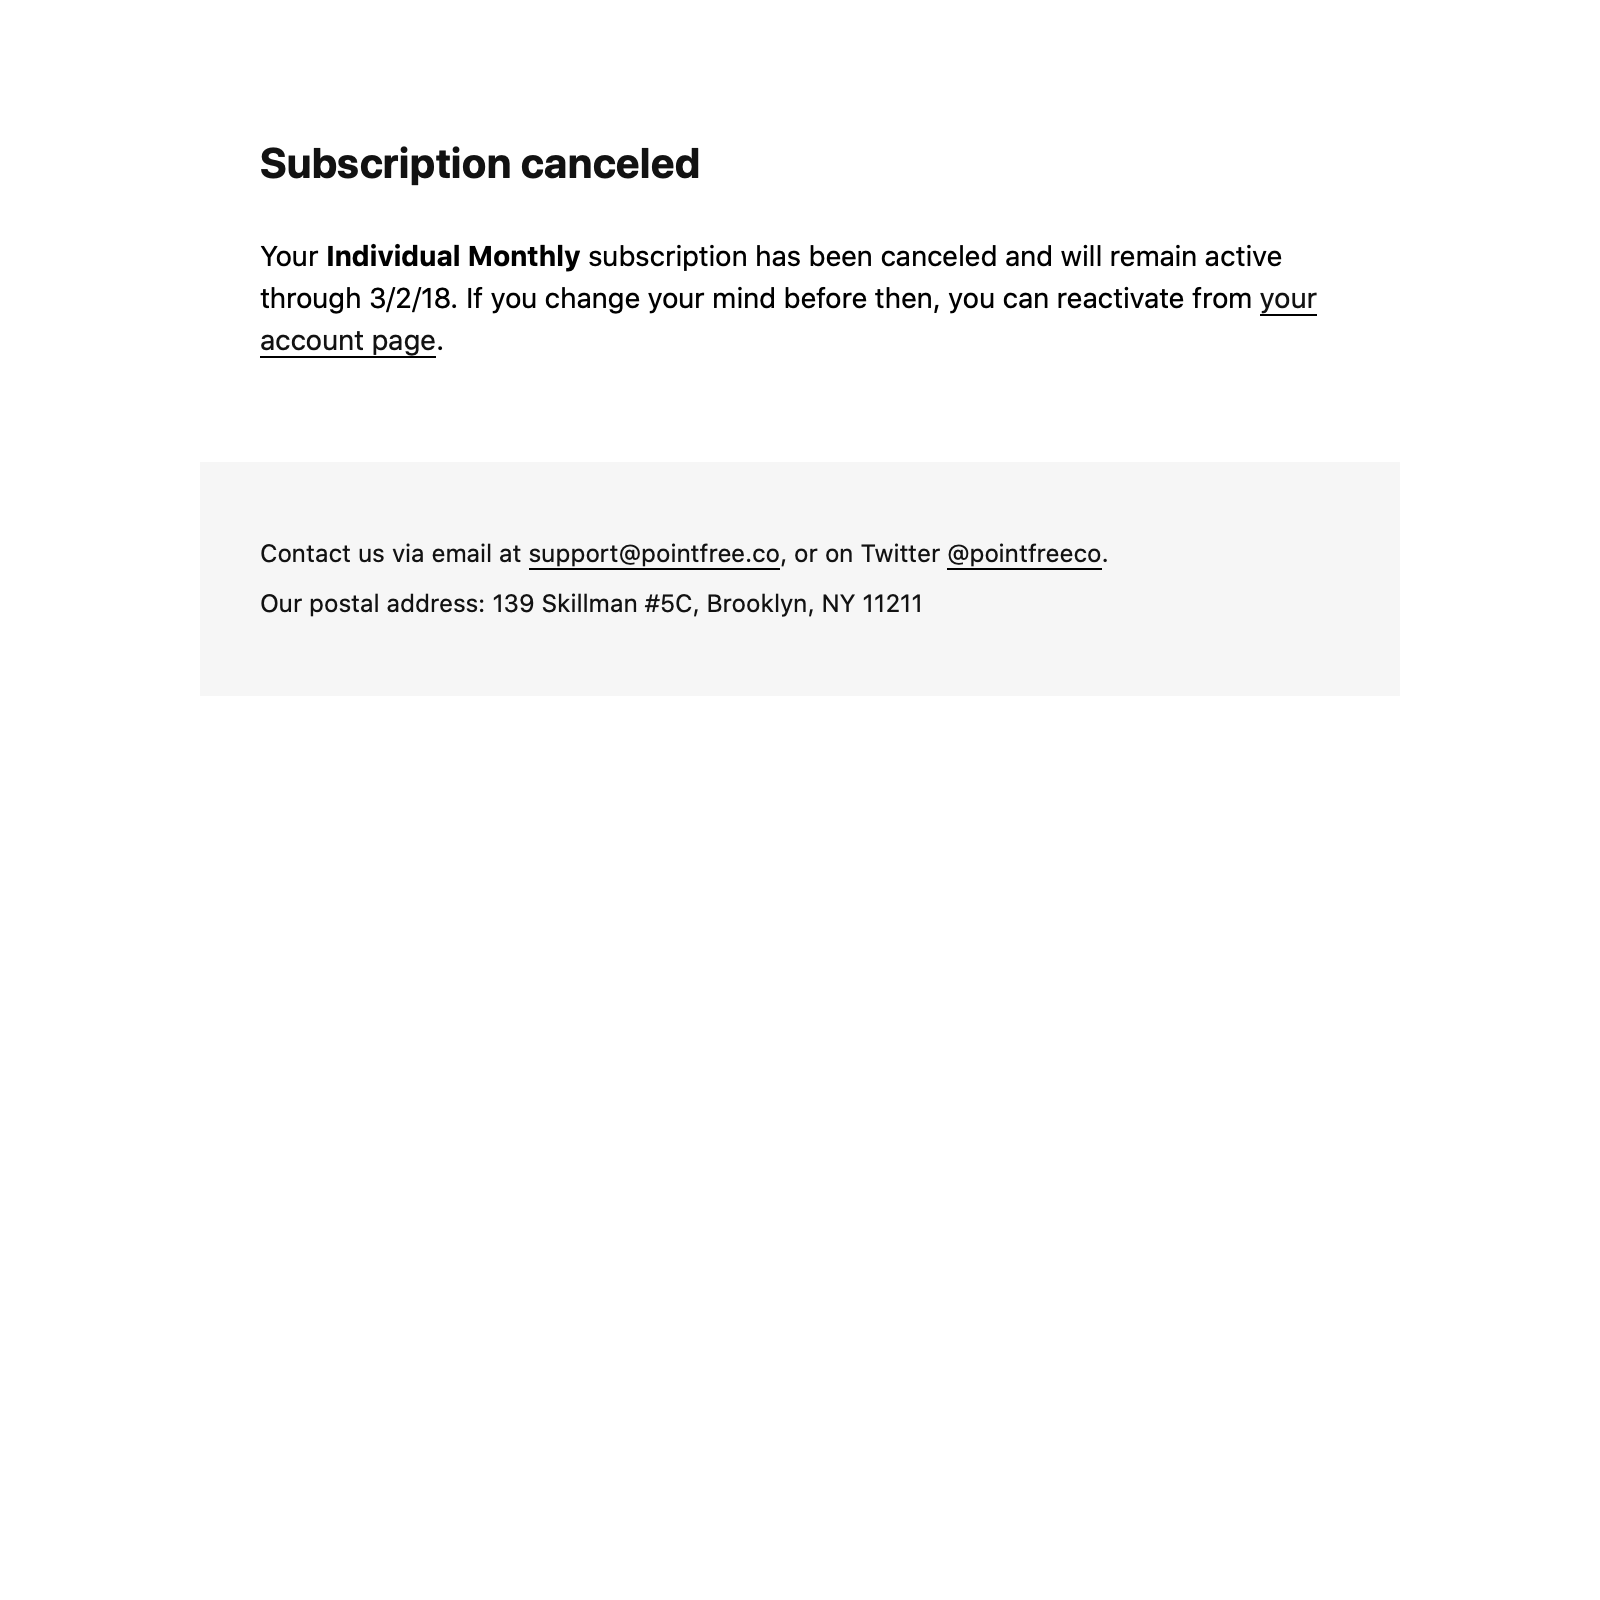 Subscription canceled
Your Individual Monthly subscription has been canceled and will remain active
through 3/2/18. If you change your mind before then, you can reactivate from your
account page.
Contact us via email at support@pointfree.co, or on Twitter @pointfreeco.
Our postal address: 139 Skillman #5C, Brooklyn, NY 11211